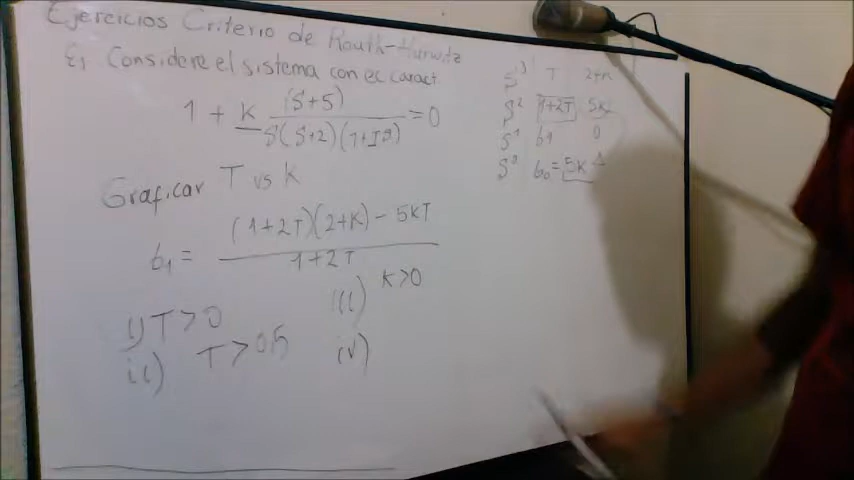 Ejercicios Criterio de Routh-Hurwitz
E1 Considere el sistema con ec caract
1 + K (S+5) / S(S+2)(1+TS) = 0
Graficar T vs K
b1 = (1+2T)(2+K) - 5KT / 1+2T
i) T > 0
ii) T >
iii) K > 0
iv)
S3 T 2+K
S2 1+2T 5K
S1 b1 0
S0 b0 = 5K